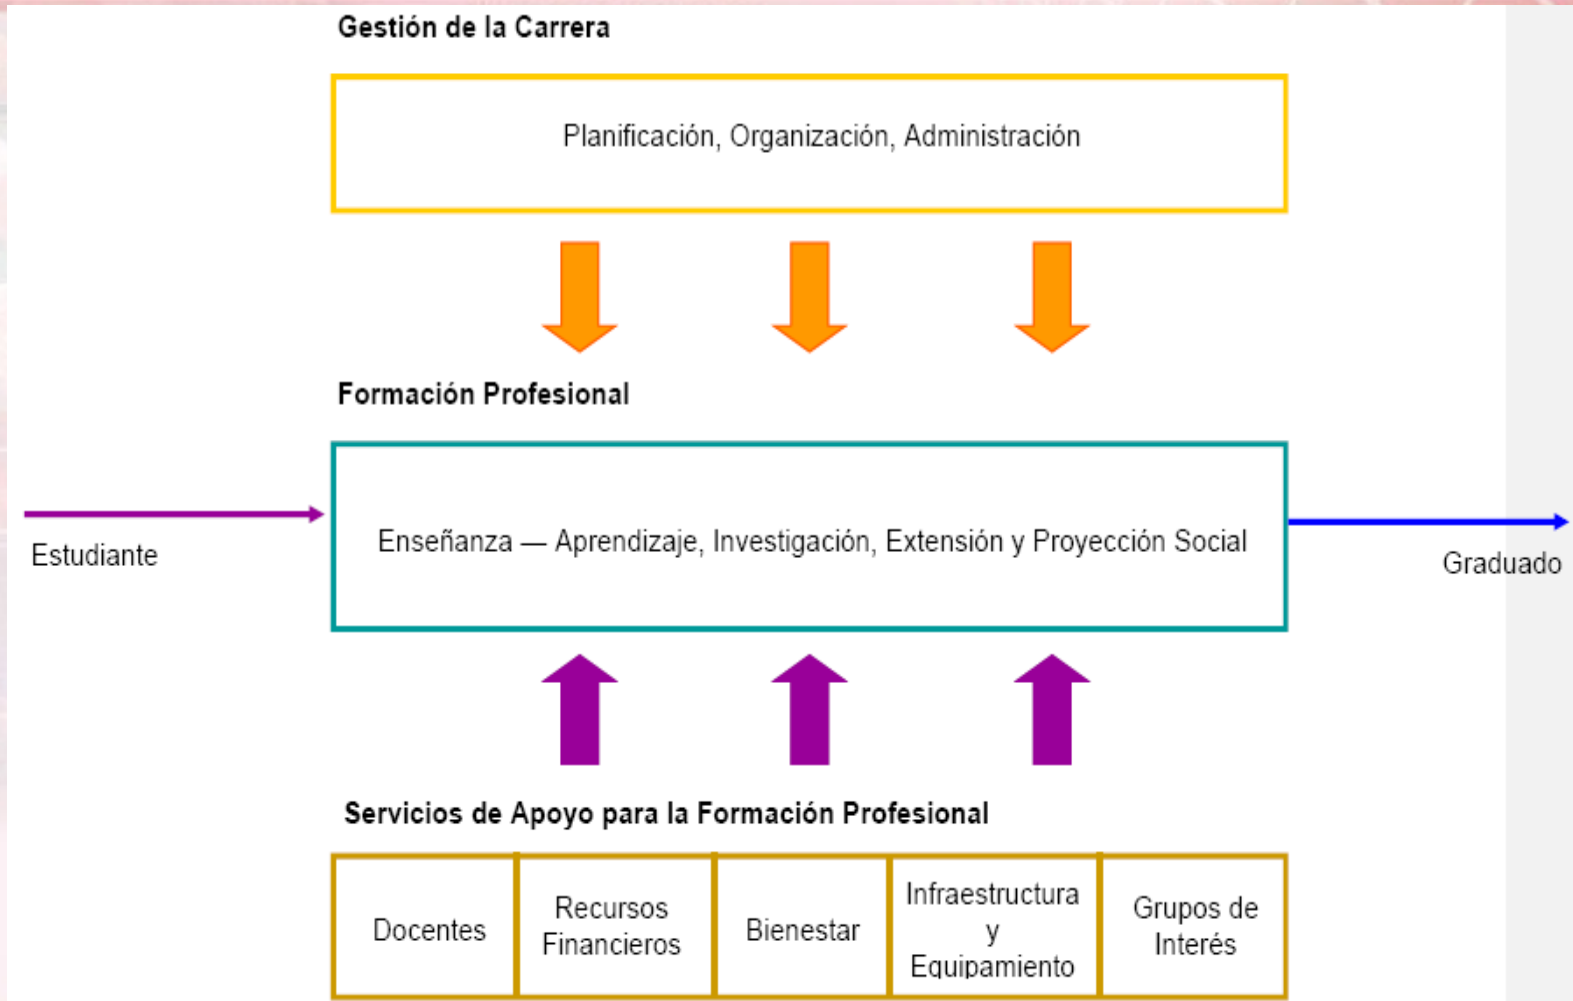 Gestión de la Carrera
Planificación, Organización, Administración
Formación Profesional
Enseñanza — Aprendizaje, Investigación, Extensión y Proyección Social
Estudiante
Graduado
Servicios de Apoyo para la Formación Profesional
Docentes
Recursos
Financieros
Bienestar
Infraestructura
y
Equipamiento
Grupos de
Interés